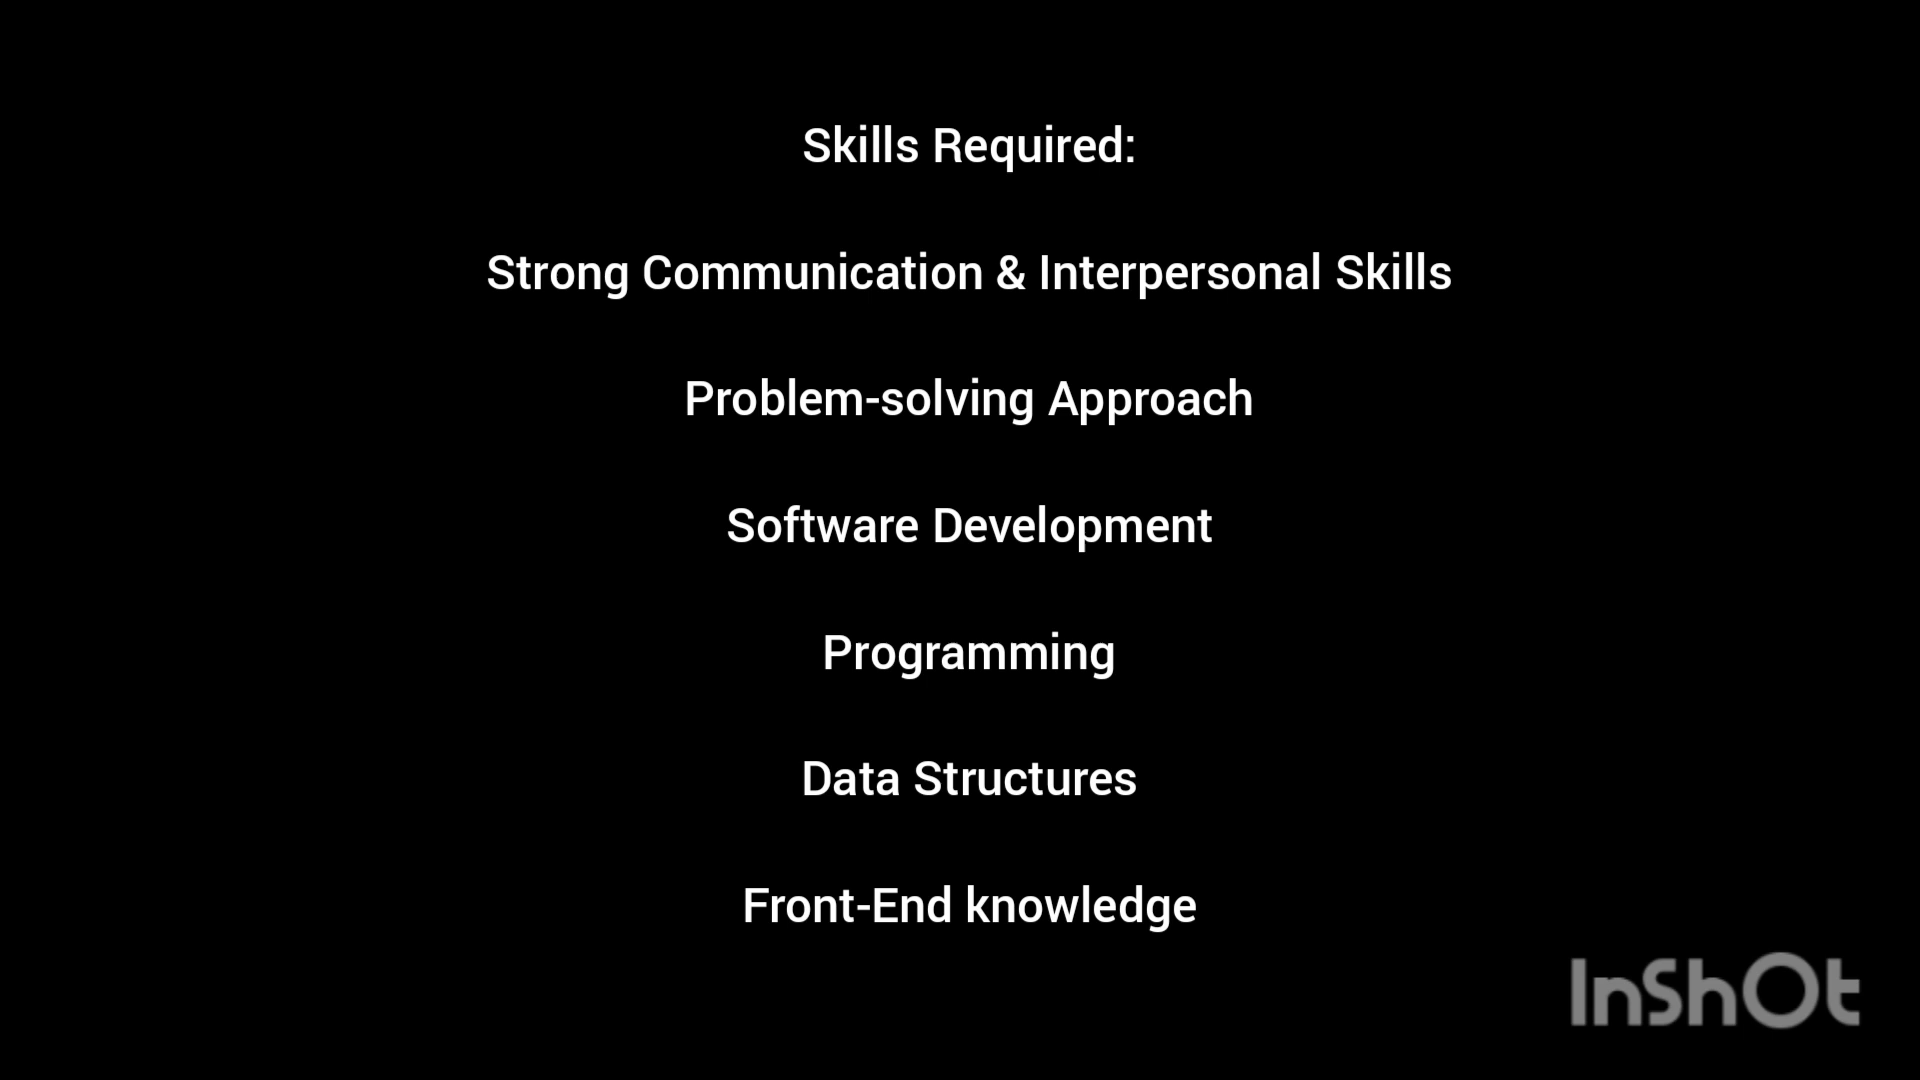 Skills Required:
Strong Communication & Interpersonal Skills
Problem-solving Approach
Software Development
Programming
Data Structures
Front-End knowledge
InShOt